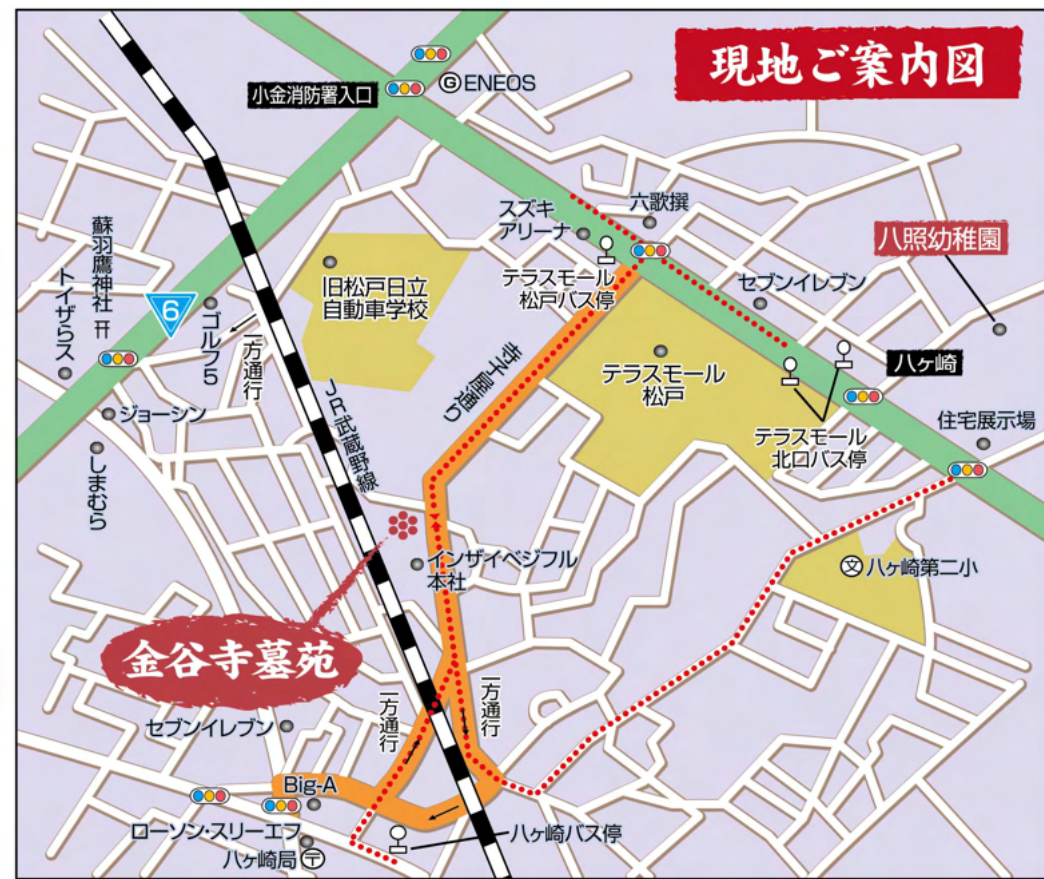 現地ご案内図
小金消防署入口
ENEOS
スズキ
アリーナ
六歌撰
八照幼稚園
蘇羽鷹神社
トイザらス
6
ゴルフ5
一方通行
旧松戸日立
自動車学校
テラスモール
松戸バス停
セブンイレブン
寺子屋通り
テラスモール
松戸
八ヶ崎
ジョーシン
JR武蔵野線
テラスモール
北口バス停
住宅展示場
しまむら
インザイベジフル
本社
文
八ヶ崎第二小
金谷寺墓苑
セブンイレブン
一方通行
一方通行
Big-A
ローソン・スリーエフ
八ヶ崎局
〒
八ヶ崎バス停